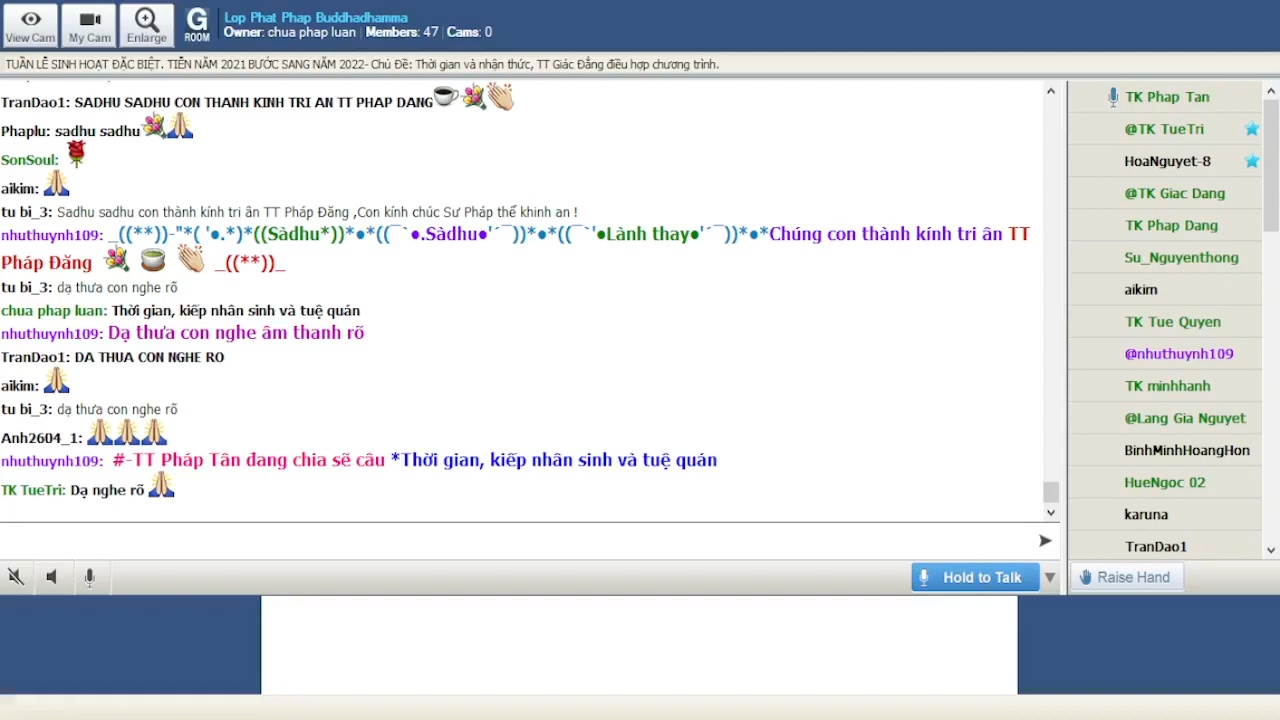 View Cam
My Cam
Enlarge
G
ROOM
Lop Phat Phap Buddhadhamma
Owner: chua phap luan | Members: 47 | Cams: 0
TUẦN LỄ SINH HOẠT ĐẶC BIỆT. TIỄN NĂM 2021 BƯỚC SANG NĂM 2022- Chủ Đề: Thời gian và nhận thức, TT Giác Đẳng điều hợp chương trình.
TranDao1: SADHU SADHU CON THANH KINH TRI AN TT PHAP DANG
Phaplu: sadhu sadhu
SonSoul:
aikim:
tu bi_3: Sadhu sadhu con thành kính tri ân TT Pháp Đăng ,Con kính chúc Sư Pháp thể khinh an !
nhuthuynh109: _((**))-"*( '●.*)*((Sàdhu*))*●*((¯`●.Sàdhu●'´¯))*●*((¯`'●Lành thay●'´¯))*●*Chúng con thành kính tri ân TT
Pháp Đăng _((**))_
tu bi_3: dạ thưa con nghe rõ
chua phap luan: Thời gian, kiếp nhân sinh và tuệ quán
nhuthuynh109: Dạ thưa con nghe âm thanh rõ
TranDao1: DA THUA CON NGHE RO
aikim:
tu bi_3: dạ thưa con nghe rõ
Anh2604_1:
nhuthuynh109: #-TT Pháp Tân đang chia sẽ câu *Thời gian, kiếp nhân sinh và tuệ quán
TK TueTri: Dạ nghe rõ
Hold to Talk
TK Phap Tan
@TK TueTri
HoaNguyet-8
@TK Giac Dang
TK Phap Dang
Su_Nguyenthong
aikim
TK Tue Quyen
@nhuthuynh109
TK minhhanh
@Lang Gia Nguyet
BinhMinhHoangHon
HueNgoc 02
karuna
TranDao1
Raise Hand